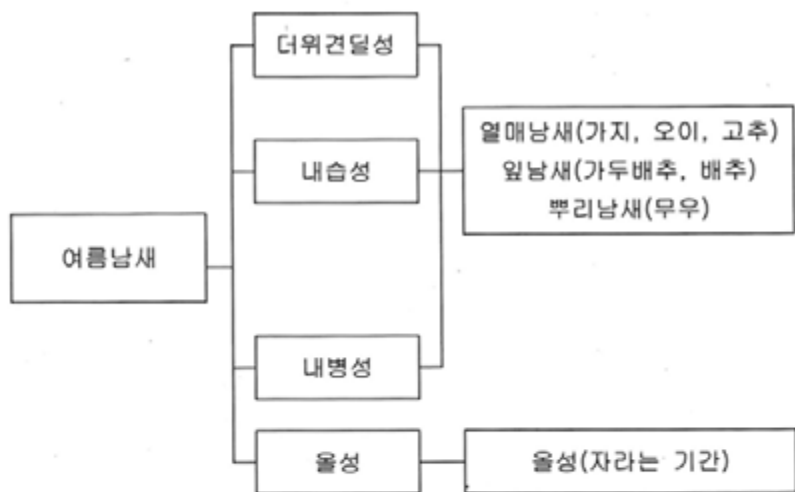 더위견딜성
열매남새(가지, 오이, 고추)
내습성
잎남새(가두배추, 배추)
뿌리남새(무우)
여름남새
내병성
올성
올성(자라는 기간)